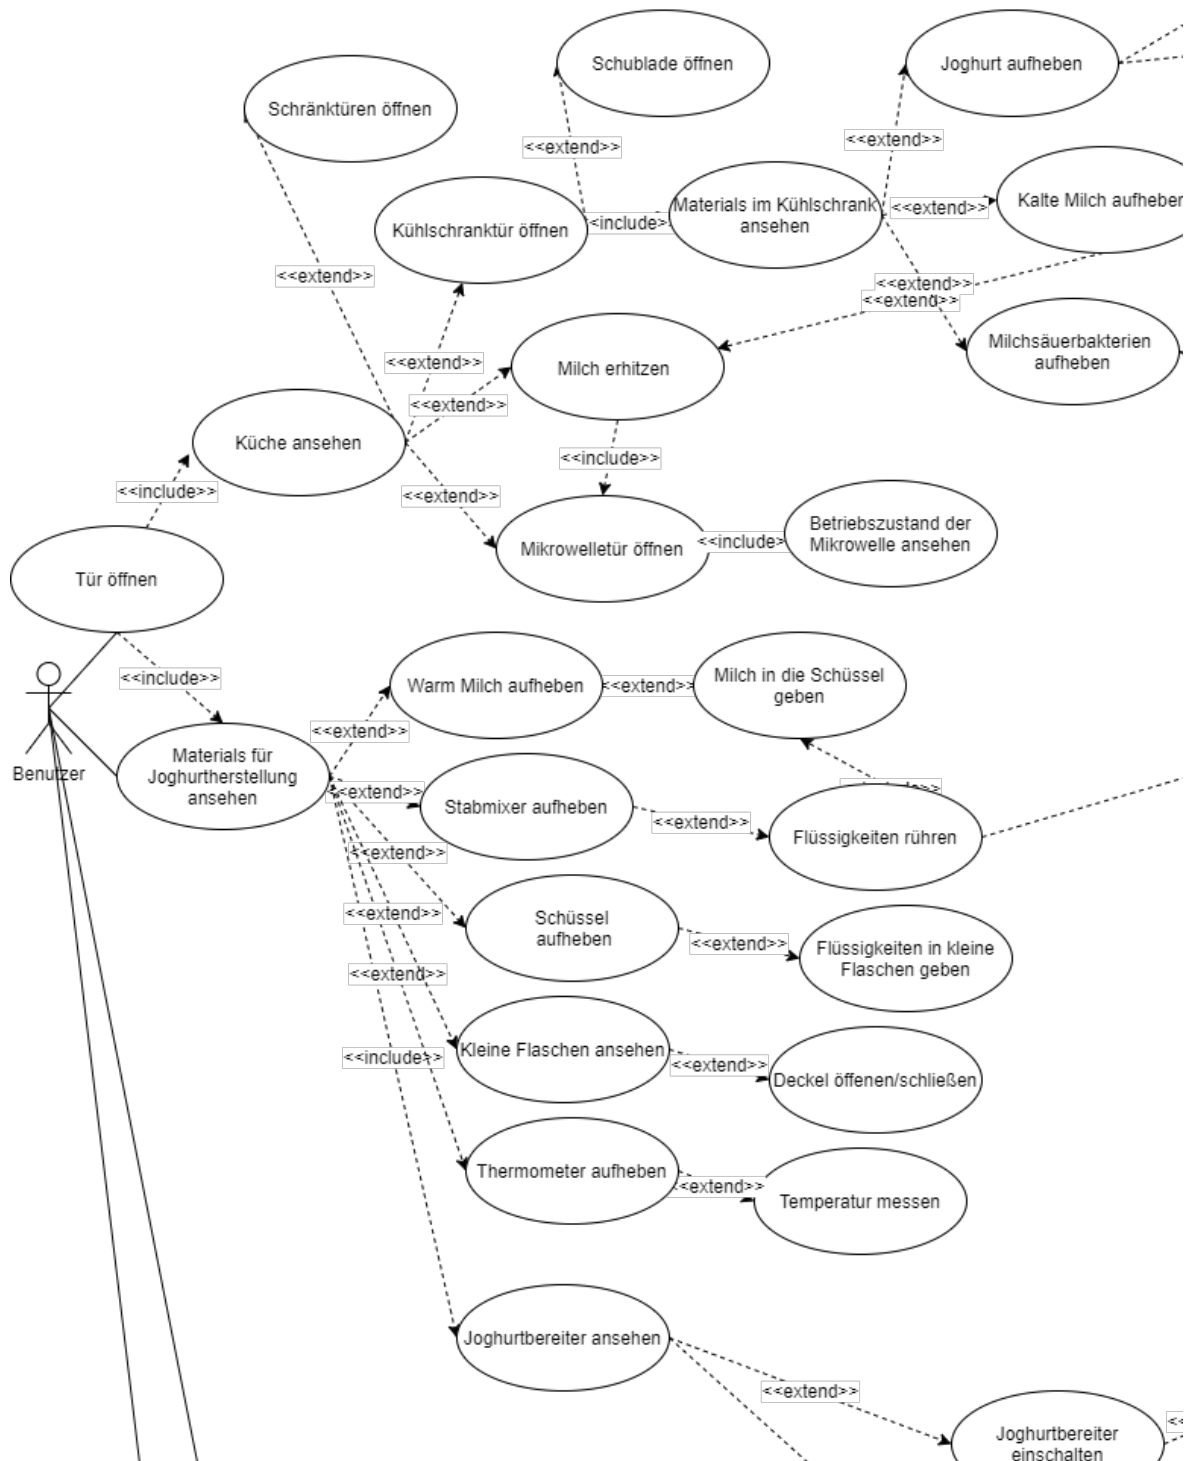 Schublade öffnen
Joghurt aufheben
Schränktüren öffnen
<<extend>>
<<extend>>
Kalte Milch aufheben
Materials im Kühlschrank
ansehen
<<extend>>
Kühlschranktür öffnen
<include>
<<extend>>
<<extend>>
<<extend>>
Milchsäuerbakterien
aufheben
<<extend>>
Milch erhitzen
<<extend>>
Küche ansehen
<<include>>
<<include>>
<<extend>>
Betriebszustand der
Mikrowelle ansehen
Mikrowelletür öffnen
<<include>
Tür öffnen
<<include>>
Warm Milch aufheben
<<extend>>
Milch in die Schüssel
geben
<<extend>>
Benutzer
Materials für
Joghurtherstellung
ansehen
<<extend>>
Stabmixer aufheben
<<extend>>
Flüssigkeiten rühren
<<extend>>
<<extend>>
Schüssel
aufheben
<<extend>>
Flüssigkeiten in kleine
Flaschen geben
<<extend>>
<<include>>
Kleine Flaschen ansehen
<<extend>>
Deckel öffenen/schließen
Thermometer aufheben
<extend>>
Temperatur messen
Joghurtbereiter ansehen
<<extend>>
Joghurtbereiter
einschalten